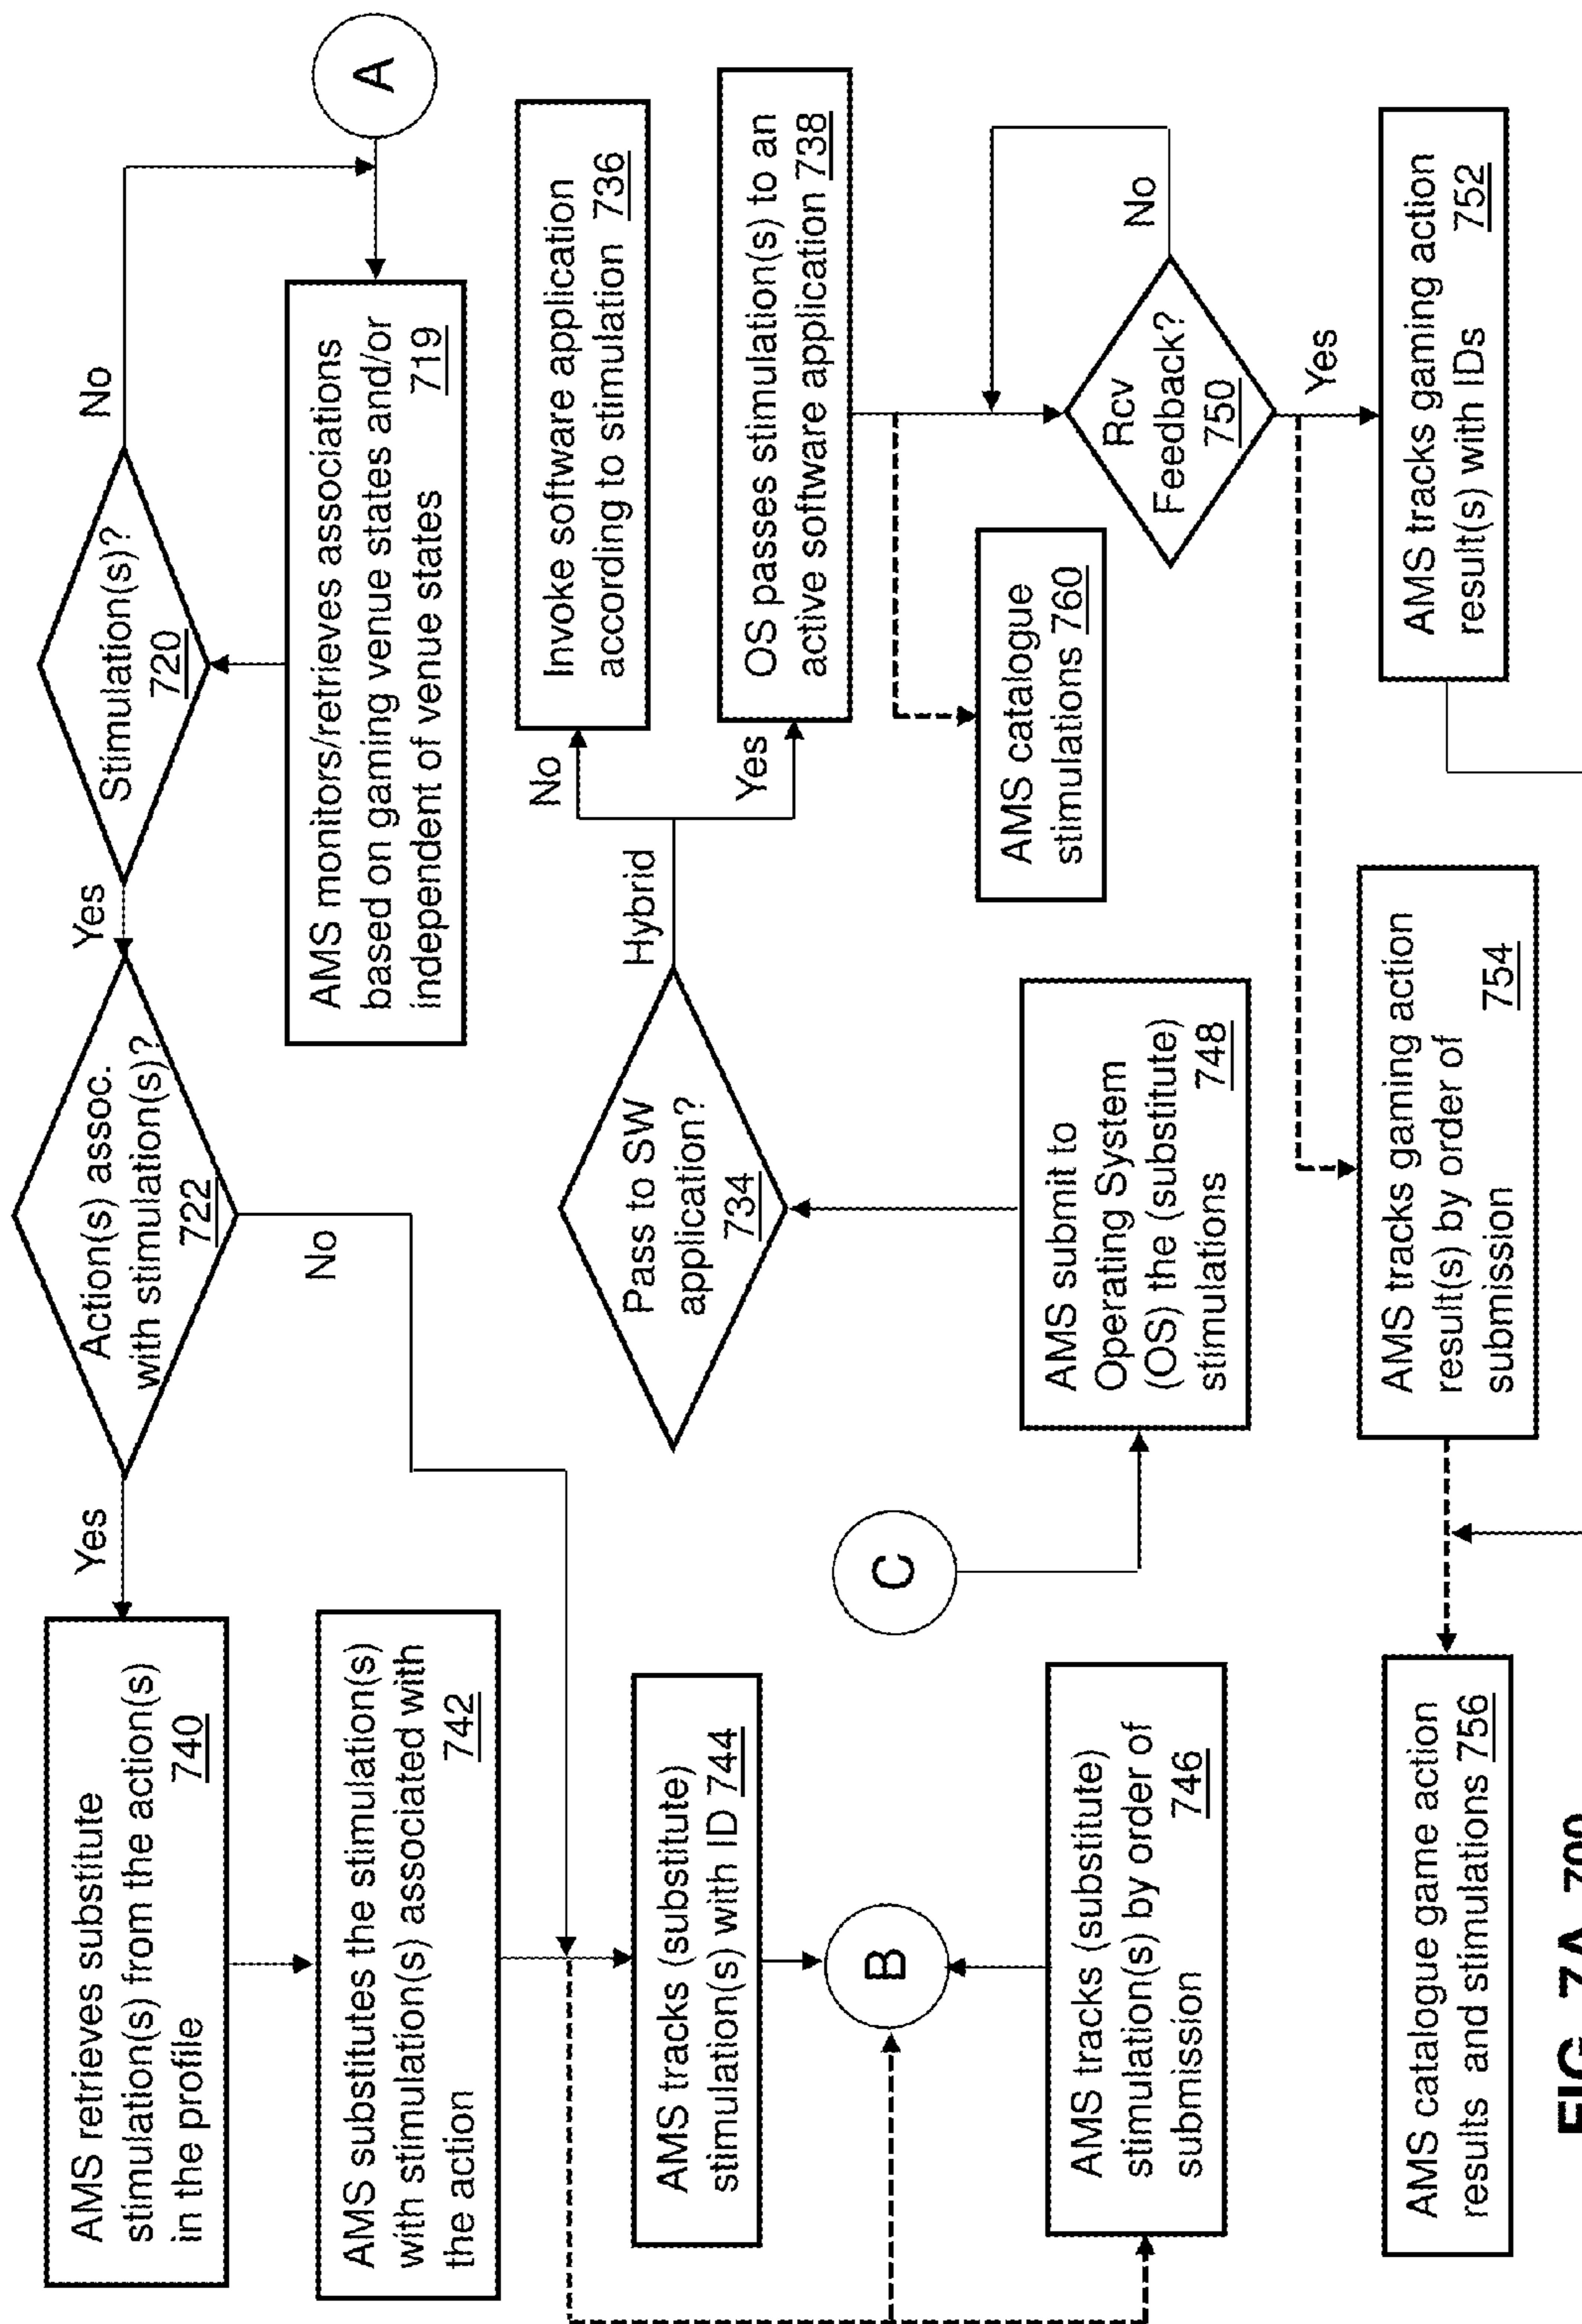 AMS retrieves substitute
stimulation(s) from the action(s)
in the profile 740
Yes
Action(s) assoc.
with stimulation(s)?
722
Yes
Stimulation(s)?
720
No
No
AMS substitutes the stimulation(s)
with stimulation(s) associated with
the action 742
AMS monitors/retrieves associations
based on gaming venue states and/or
independent of venue states 719
A
AMS tracks (substitute)
stimulation(s) with ID 744
Pass to SW
application?
734
Hybrid
No
Invoke software application
according to stimulation 736
Yes
OS passes stimulation(s) to an
active software application 738
B
C
AMS submit to
Operating System
(OS) the (substitute)
stimulations 748
AMS catalogue
stimulations 760
AMS tracks (substitute)
stimulation(s) by order of
submission 746
Rcv
Feedback?
750
No
Yes
AMS catalogue game action
results and stimulations 756
AMS tracks gaming action
result(s) by order of
submission 754
AMS tracks gaming action
result(s) with IDs 752